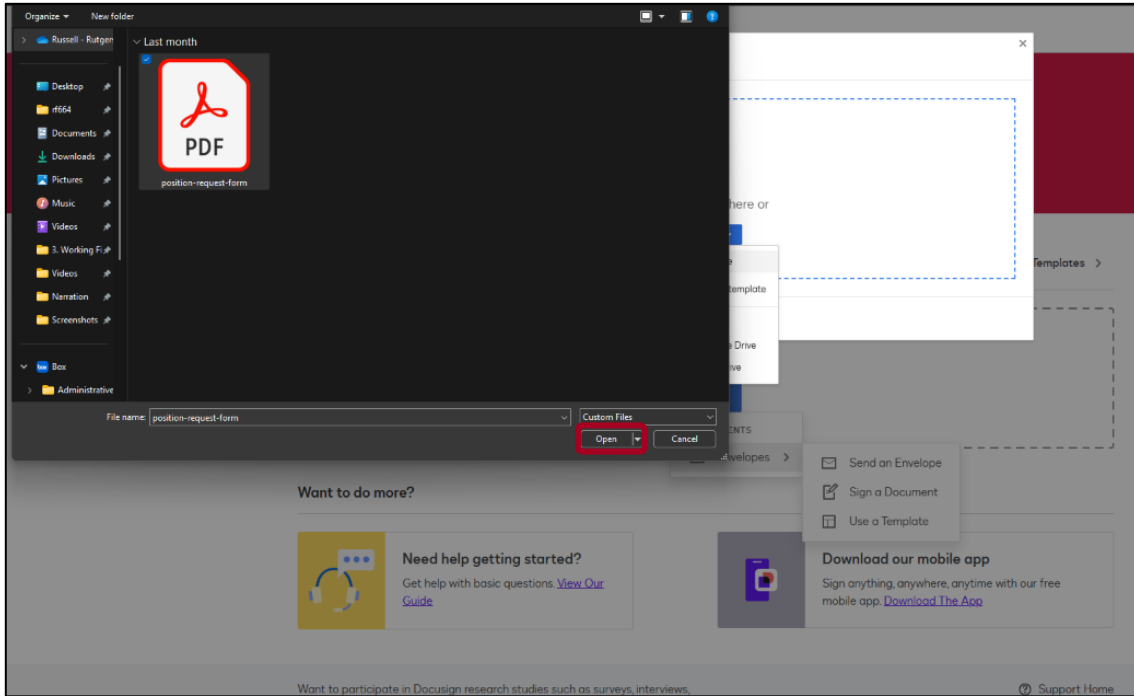 Organize New folder
Russell - Rutger
Last month
Desktop
rf664
Documents
Downloads
Pictures
Music
Videos
3. Working Fi
Videos
Narration
Screenshots
Box
Administrative
PDF
position-request-form
File name: position-request-form
Custom Files
Open
Cancel
here or
template
Drive
Templates
Send an Envelope
Sign a Document
Use a Template
Want to do more?
Need help getting started?
Get help with basic questions. View Our
Guide
Download our mobile app
Sign anything, anywhere, anytime with our free
mobile app. Download The App
Want to participate in Docusign research studies such as surveys, interviews,
Support Home